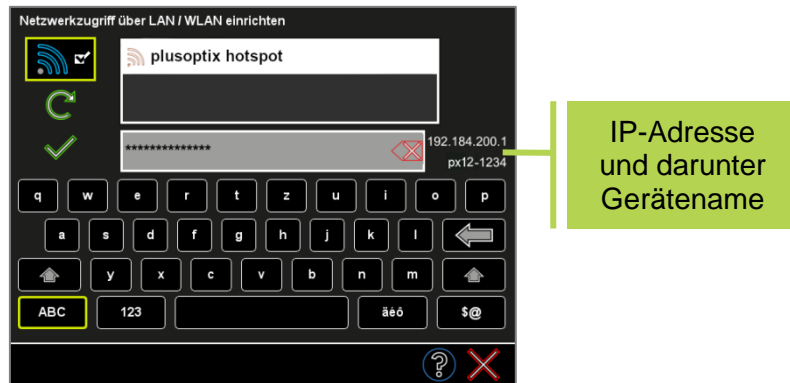 Netzwerkzugriff über LAN / WLAN einrichten
plusoptix hotspot
**************
192.184.200.1
px12-1234
IP-Adresse
und darunter
Gerätename
q w e r t z u i o p
a s d f g h j k l
y x c v b n m
ABC 123 äéô $@
?